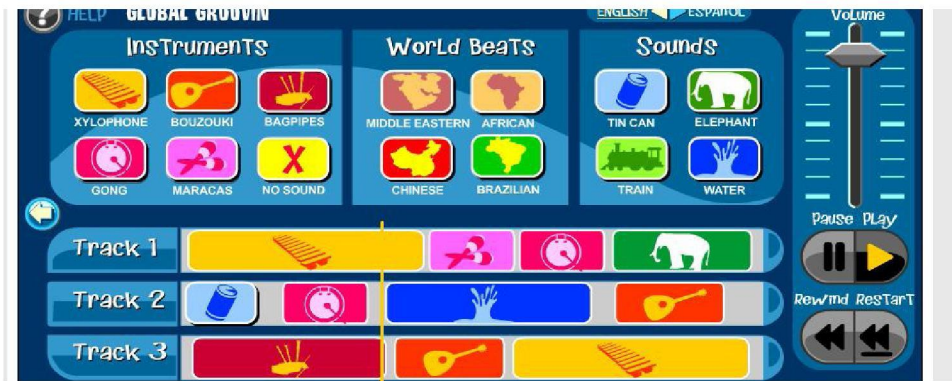 HELP GLOBAL GROOVIN
ENGLISH ESPAÑOL
Volume
Instruments
World Beats
Sounds
XYLOPHONE BOUZOUKI BAGPIPES
MIDDLE EASTERN AFRICAN
TIN CAN ELEPHANT
GONG MARACAS NO SOUND
CHINESE BRAZILIAN
TRAIN WATER
Pause Play
Track 1
Track 2
Rewind Restart
Track 3